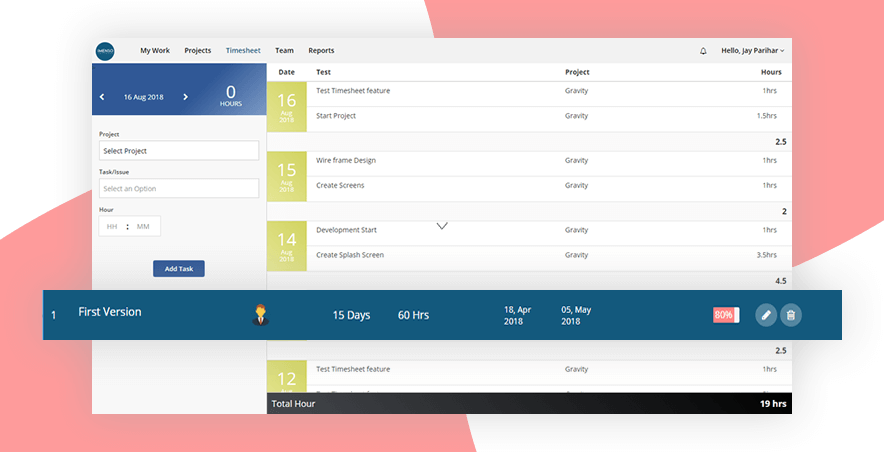 IMENSO
My Work Projects Timesheet Team Reports
Hello, Jay Parihar
16 Aug 2018
0
HOURS
Project
Select Project
Task/Issue
Select an Option
Hour
HH : MM
Add Task
Date Test Project Hours
16
Aug
2018
Test Timesheet feature Gravity 1hrs
Start Project Gravity 1.5hrs
2.5
15
Aug
2018
Wire frame Design Gravity 1hrs
Create Screens Gravity 1hrs
2
14
Aug
2018
Development Start Gravity 1hrs
Create Splash Screen Gravity 3.5hrs
4.5
1 First Version 15 Days 60 Hrs 18, Apr 2018 05, May 2018 80%
2.5
12
Aug
Test Timesheet feature Gravity 1hrs
Total Hour 19 hrs